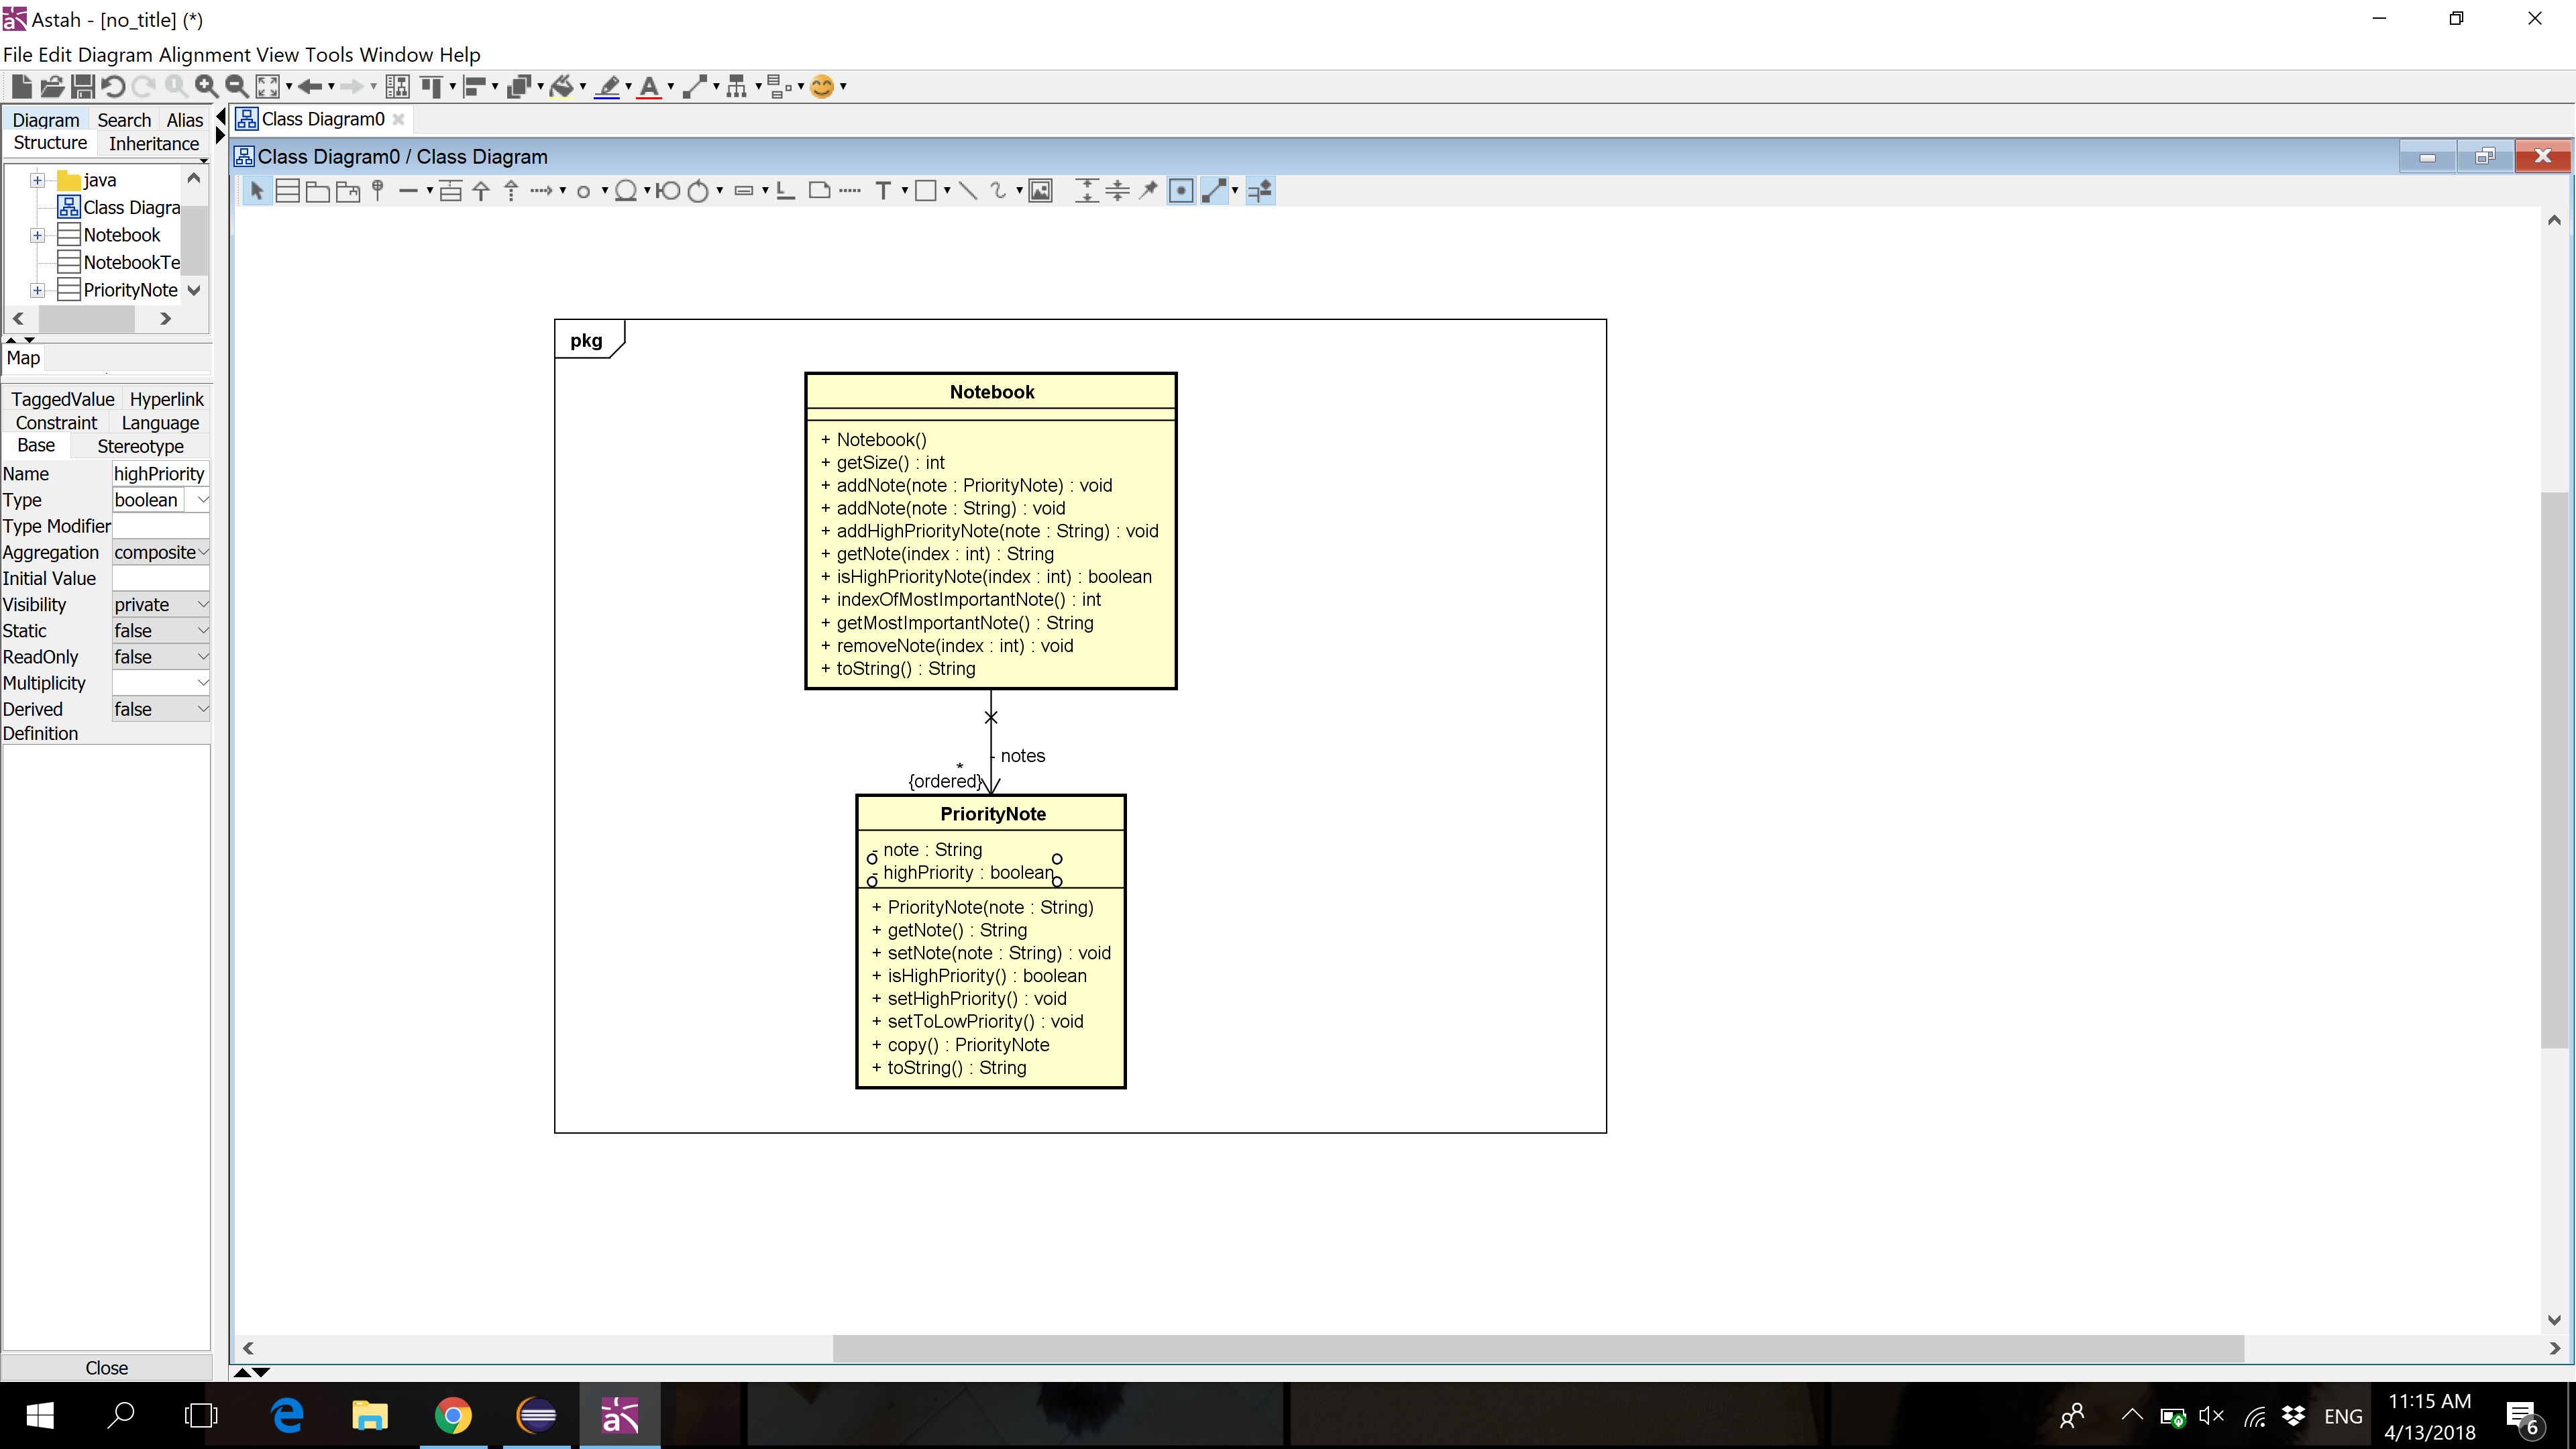 Astah - [no_title] (*)
File Edit Diagram Alignment View Tools Window Help
Diagram Search Alias
Structure Inheritance
java
Class Diagra
Notebook
NotebookTe
PriorityNote
Map
TaggedValue Hyperlink
Constraint Language
Base Stereotype
Name highPriority
Type boolean
Type Modifier
Aggregation composite
Initial Value
Visibility private
Static false
ReadOnly false
Multiplicity
Derived false
Definition
Close
Class Diagram0
Class Diagram0 / Class Diagram
pkg
Notebook
+ Notebook()
+ getSize() : int
+ addNote(note : PriorityNote) : void
+ addNote(note : String) : void
+ addHighPriorityNote(note : String) : void
+ getNote(index : int) : String
+ isHighPriorityNote(index : int) : boolean
+ indexOfMostImportantNote() : int
+ getMostImportantNote() : String
+ removeNote(index : int) : void
+ toString() : String
- notes
*
{ordered}
PriorityNote
- note : String
- highPriority : boolean
+ PriorityNote(note : String)
+ getNote() : String
+ setNote(note : String) : void
+ isHighPriority() : boolean
+ setHighPriority() : void
+ setToLowPriority() : void
+ copy() : PriorityNote
+ toString() : String
ENG
11:15 AM
4/13/2018
6